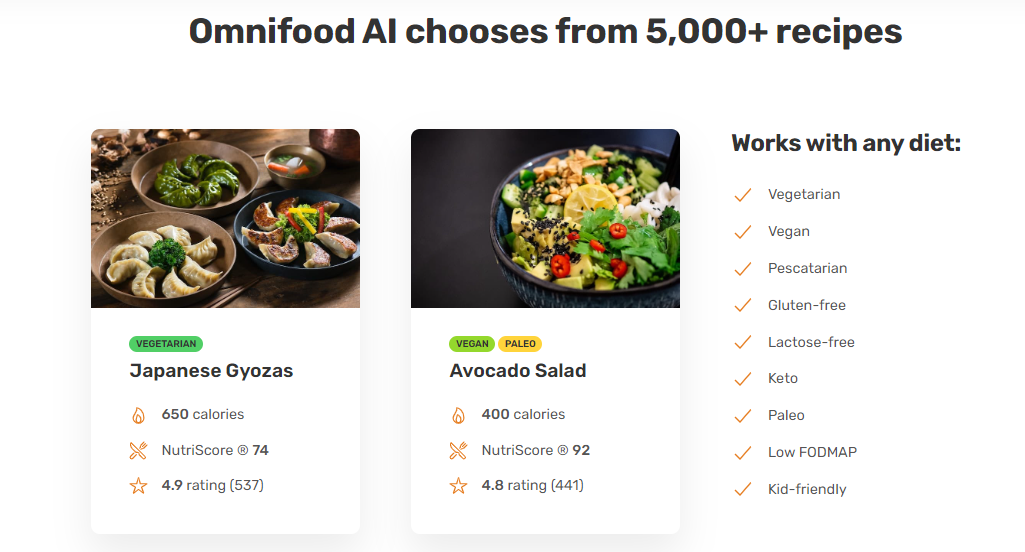 Omnifood AI chooses from 5,000+ recipes
VEGETARIAN
Japanese Gyozas
650 calories
NutriScore ® 74
4.9 rating (537)
VEGAN PALEO
Avocado Salad
400 calories
NutriScore ® 92
4.8 rating (441)
Works with any diet:
Vegetarian
Vegan
Pescatarian
Gluten-free
Lactose-free
Keto
Paleo
Low FODMAP
Kid-friendly